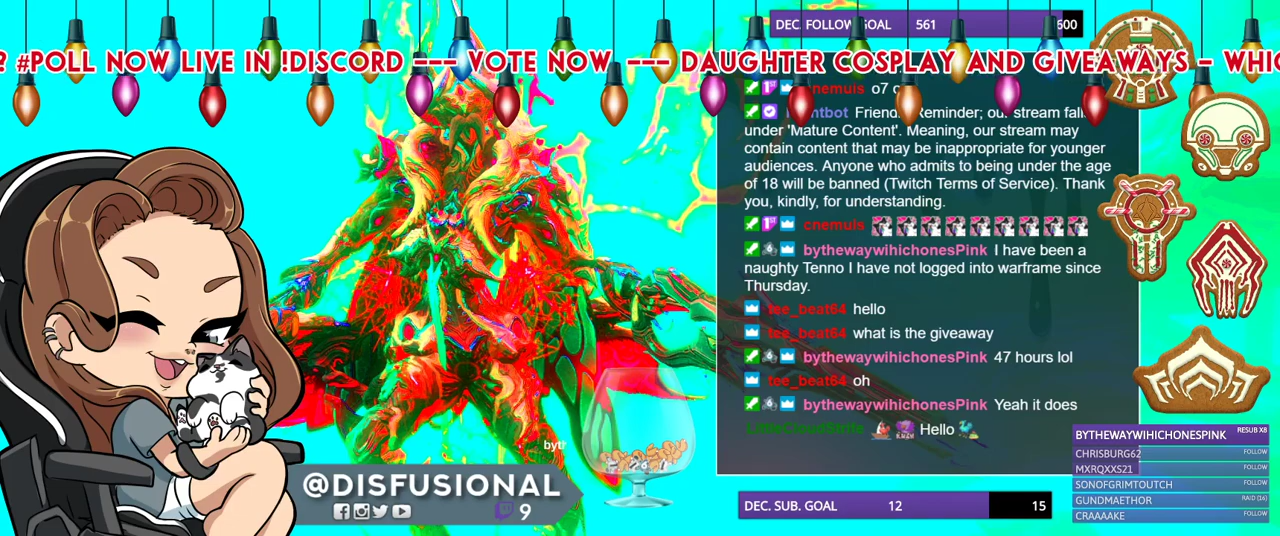 DEC. FOLLOW GOAL 561 600
? #POLL NOW LIVE IN !DISCORD --- VOTE NOW --- DAUGHTER COSPLAY AND GIVEAWAYS - WHIC
cnemuis o7
Friendly Reminder; our stream falls
under 'Mature Content'. Meaning, our stream may
contain content that may be inappropriate for younger
audiences. Anyone who admits to being under the age
of 18 will be banned (Twitch Terms of Service). Thank
you, kindly, for understanding.
cnemuis
bythewaywihichonesPink I have been a
naughty Tenno I have not logged into warframe since
Thursday.
tee_beat64 hello
tee_beat64 what is the giveaway
bythewaywihichonesPink 47 hours lol
tee_beat64 oh
bythewaywihichonesPink Yeah it does
LittleCloudStrife Hello
byt
@DISFUSIONAL
9
DEC. SUB. GOAL 12 15
BYTHEWAYWIHICHONESPINK RESUB X8
CHRISBURG62 FOLLOW
MXRQXXS21 FOLLOW
SONOFGRIMTOUTCH FOLLOW
GUNDMAETHOR RAID (16)
CRAAAAKE FOLLOW